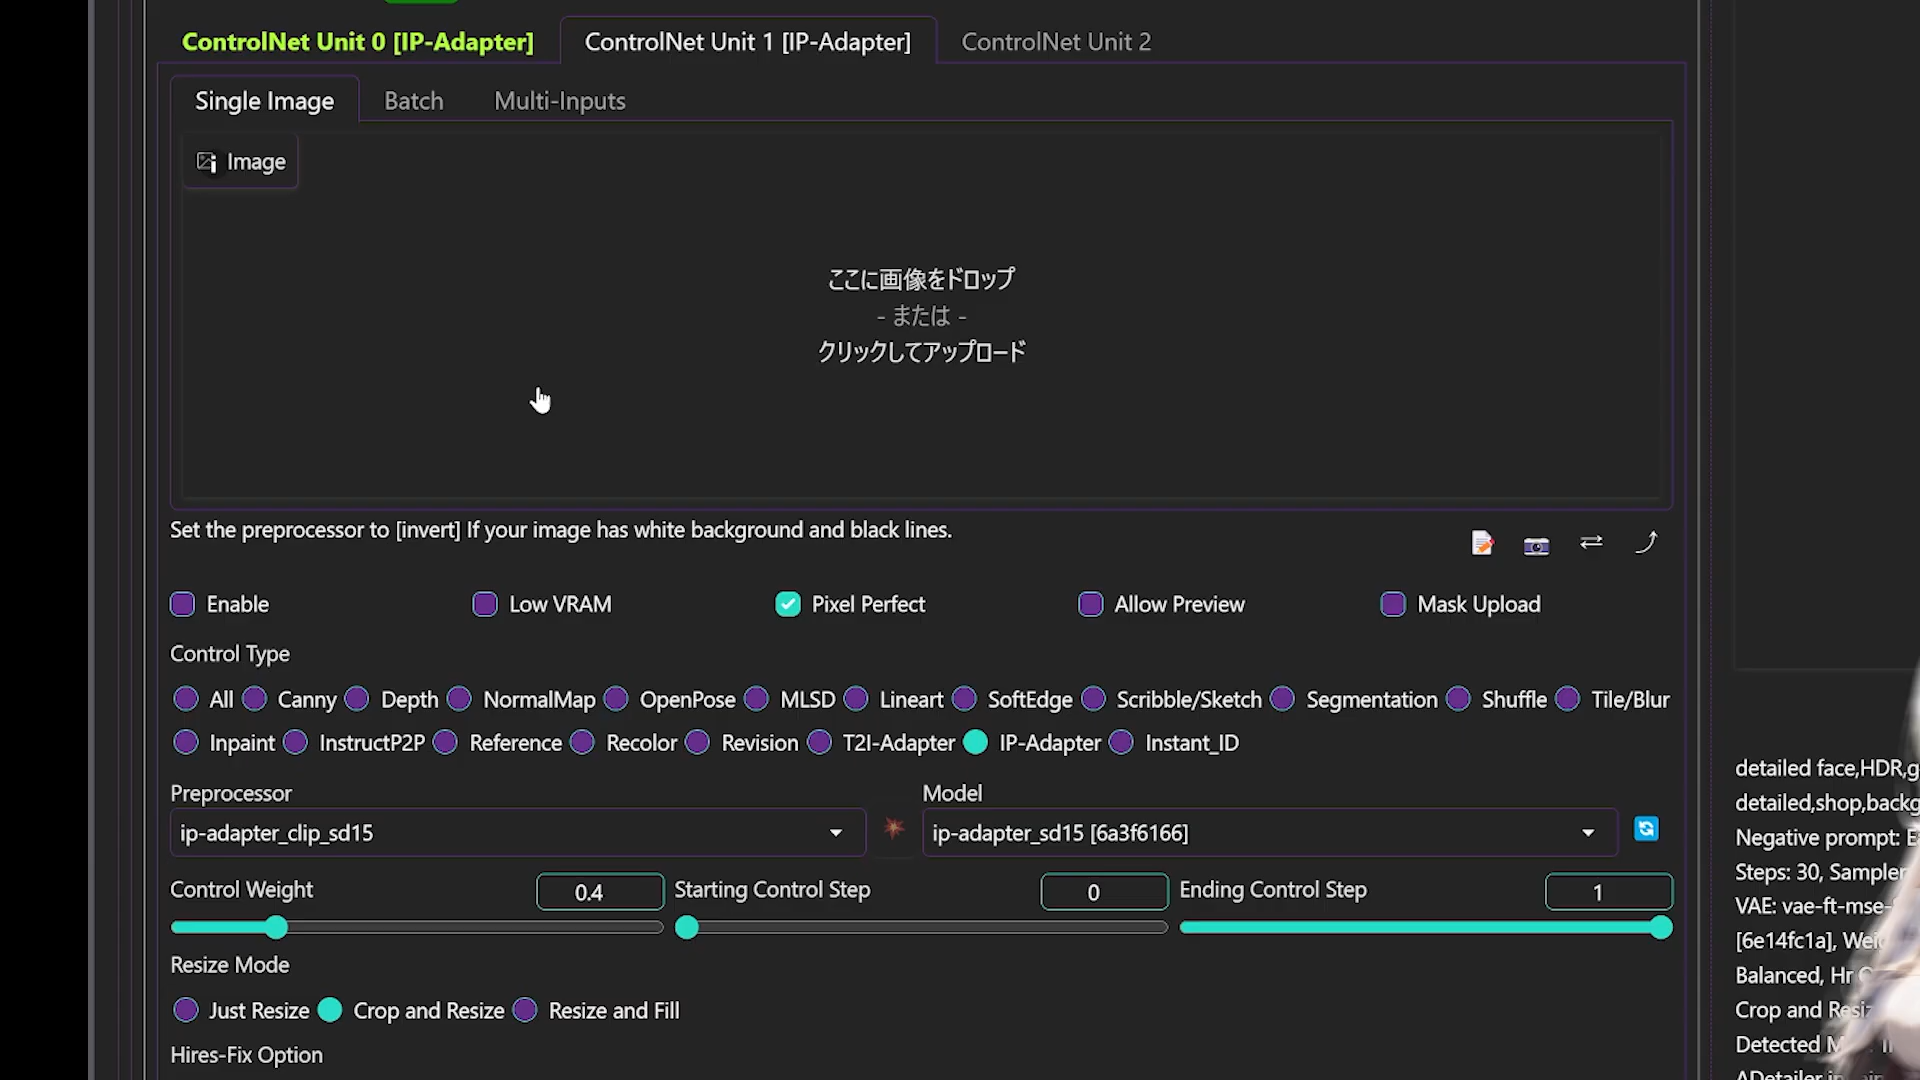 ControlNet Unit 0 [IP-Adapter] ControlNet Unit 1 [IP-Adapter] ControlNet Unit 2
Single Image Batch Multi-Inputs
Image
ここに画像をドロップ
- または -
クリックしてアップロード
Set the preprocessor to [invert] If your image has white background and black lines.
Enable Low VRAM Pixel Perfect Allow Preview Mask Upload
Control Type
All Canny Depth NormalMap OpenPose MLSD Lineart SoftEdge Scribble/Sketch Segmentation Shuffle Tile/Blur
Inpaint InstructP2P Reference Recolor Revision T2I-Adapter IP-Adapter Instant_ID
Preprocessor Model
ip-adapter_clip_sd15 ip-adapter_sd15 [6a3f6166]
Control Weight 0.4 Starting Control Step 0 Ending Control Step 1
Resize Mode
Just Resize Crop and Resize Resize and Fill
Hires-Fix Option
detailed face,HDR,g
detailed,shop,backg
Negative prompt:
Steps: 30, Sampler
VAE: vae-ft-mse-
[6e14fc1a],
Balanced, Hr
Crop and
Detected